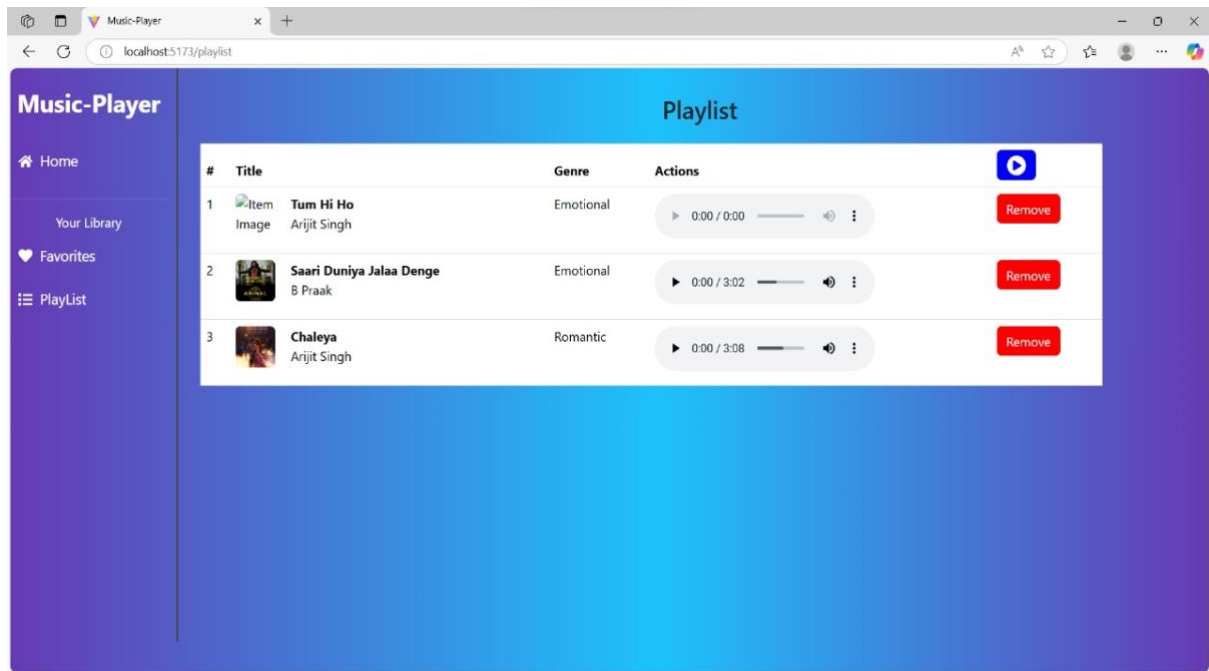 Music-Player
localhost:5173/playlist
Music-Player
Home
Your Library
Favorites
PlayList
Playlist
# Title Genre Actions
1 Item Image Tum Hi Ho Emotional 0:00 / 0:00 Remove
Arijit Singh
2 Saari Duniya Jalaa Denge Emotional 0:00 / 3:02 Remove
B Praak
3 Chaleya Romantic 0:00 / 3:08 Remove
Arijit Singh